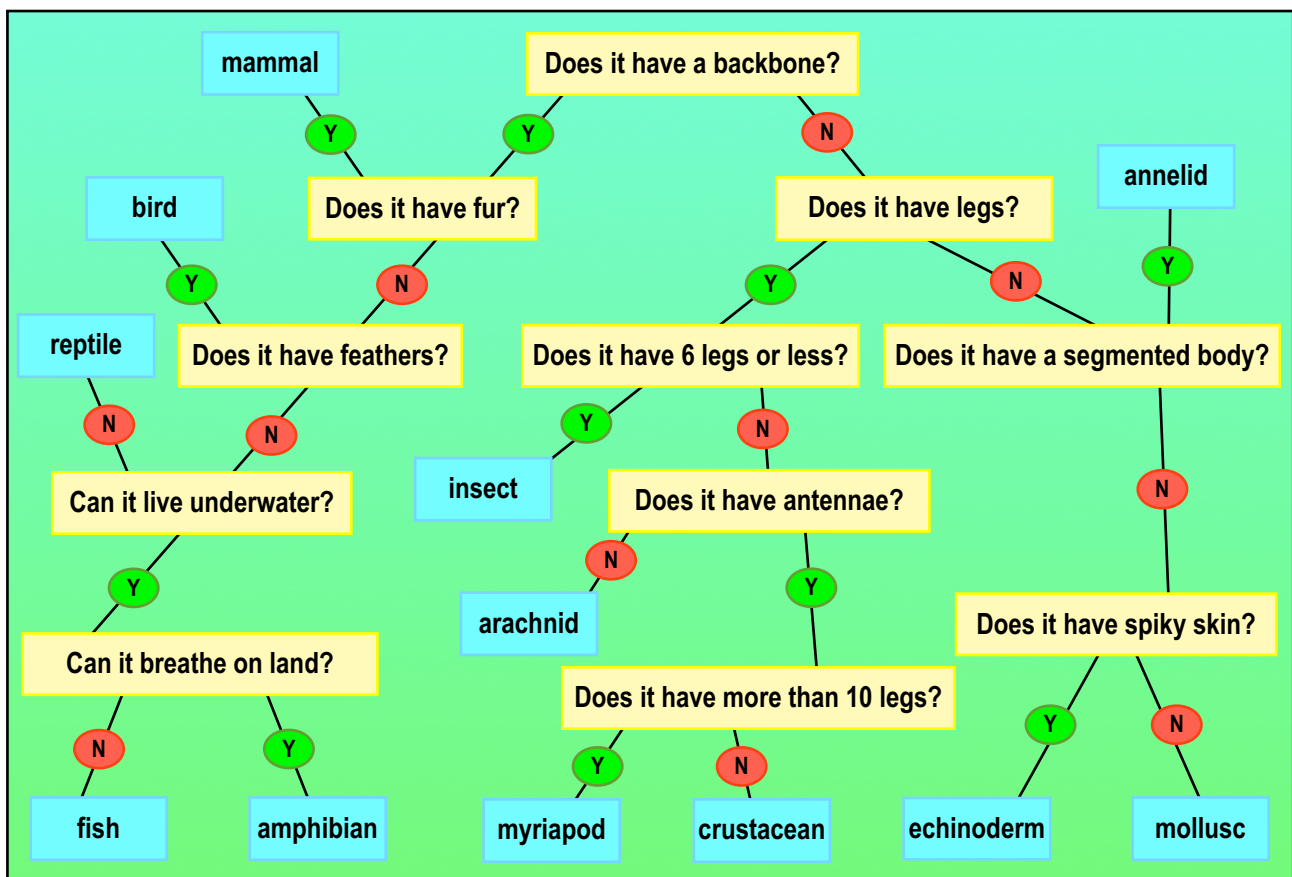 mammal
Does it have a backbone?
Y
Y
N
annelid
bird
Does it have fur?
Does it have legs?
Y
N
Y
N
Y
reptile
Does it have feathers?
Does it have 6 legs or less?
Does it have a segmented body?
N
N
Y
N
Can it live underwater?
insect
Does it have antennae?
N
Y
N
Y
arachnid
Does it have spiky skin?
Can it breathe on land?
Does it have more than 10 legs?
N
Y
Y
N
Y
N
fish
amphibian
myriapod
crustacean
echinoderm
mollusc